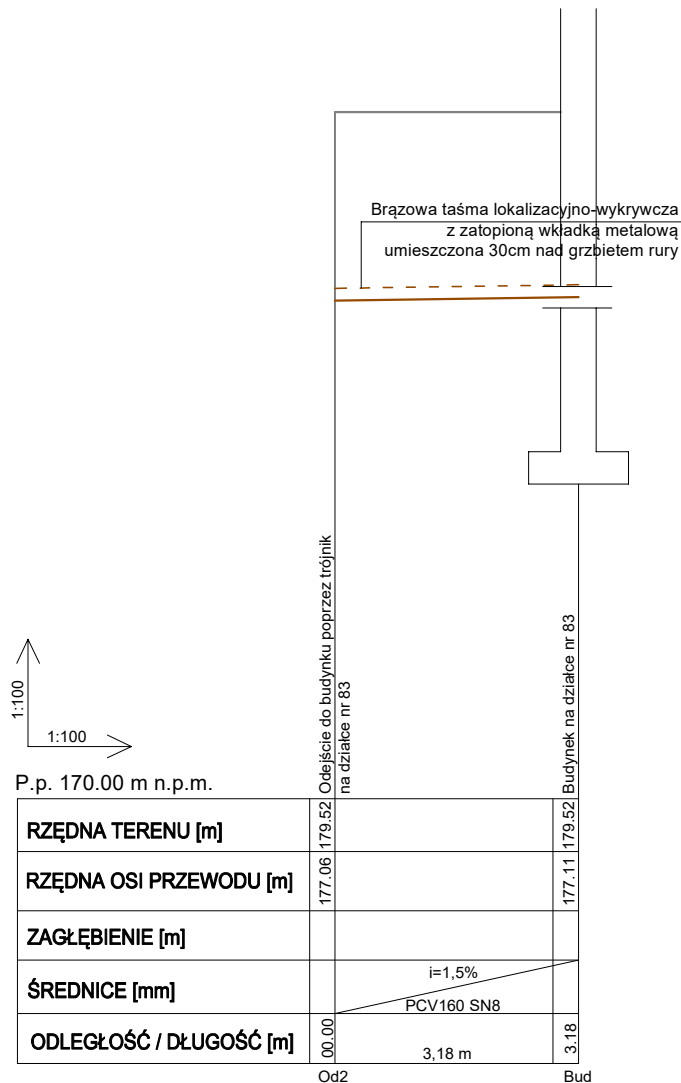 Brązowa taśma lokalizacyjno-wykrywcza
z zatopioną wkładką metalową
umieszczona 30cm nad grzbietem rury
Odejście do budynku poprzez trójnik
na działce nr 83
Budynek na działce nr 83
1:100
1:100
P.p. 170.00 m n.p.m.
RZĘDNA TERENU [m] 179.52 179.52
RZĘDNA OSI PRZEWODU [m] 177.06 177.11
ZAGŁĘBIENIE [m]
ŚREDNICE [mm] i=1,5%
PCV160 SN8
ODLEGŁOŚĆ / DŁUGOŚĆ [m] 00.00 3,18 m 3.18
Od2 Bud